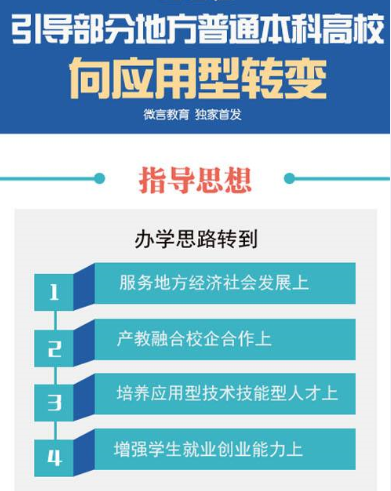 引导部分地方普通本科高校
向应用型转变
微言教育 独家首发
指导思想
办学思路转到
1 服务地方经济社会发展上
2 产教融合校企合作上
3 培养应用型技术技能型人才上
4 增强学生就业创业能力上